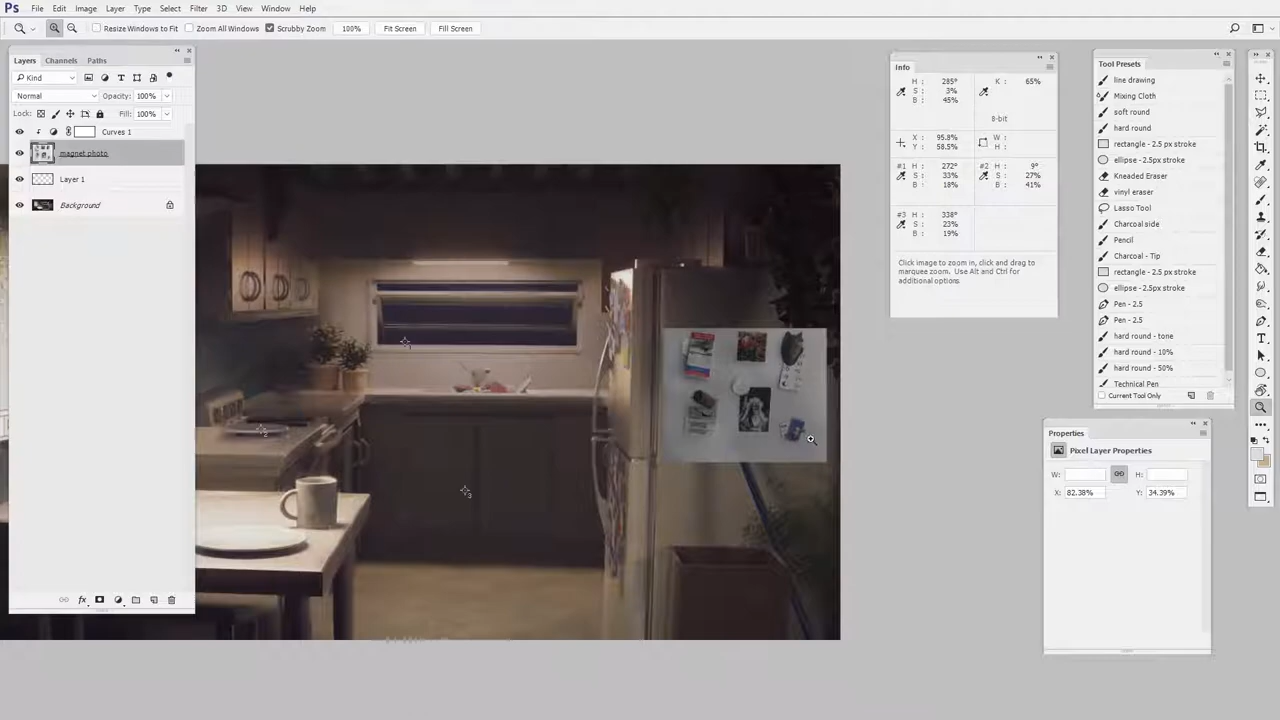 Ps File Edit Image Layer Type Select Filter 3D View Window Help
Resize Windows to Fit Zoom All Windows Scrubby Zoom 100% Fit Screen Fill Screen
Layers Channels Paths
Kind
Normal Opacity: 100%
Lock: Fill: 100%
Curves 1
magnet photo
Layer 1
Background
fx
Info
H : 285° K : 65%
S : 3%
B : 45%
8-bit
X : 95.8% W :
Y : 58.5% H :
#1 H : 272° #2 H : 9°
S : 33% S : 27%
B : 18% B : 41%
#3 H : 338°
S : 23%
B : 19%
Click image to zoom in, click and drag to
marquee zoom. Use Alt and Ctrl for
additional options.
Tool Presets
line drawing
Mixing Cloth
soft round
hard round
rectangle - 2.5 px stroke
ellipse - 2.5px stroke
Kneaded Eraser
vinyl eraser
Lasso Tool
Charcoal side
Pencil
Charcoal - Tip
rectangle - 2.5 px stroke
ellipse - 2.5px stroke
Pen - 2.5
Pen - 2.5
hard round - tone
hard round - 10%
hard round - 50%
Technical Pen
Current Tool Only
Properties
Pixel Layer Properties
W: H:
X: 82.38% Y: 34.39%
1
2
3